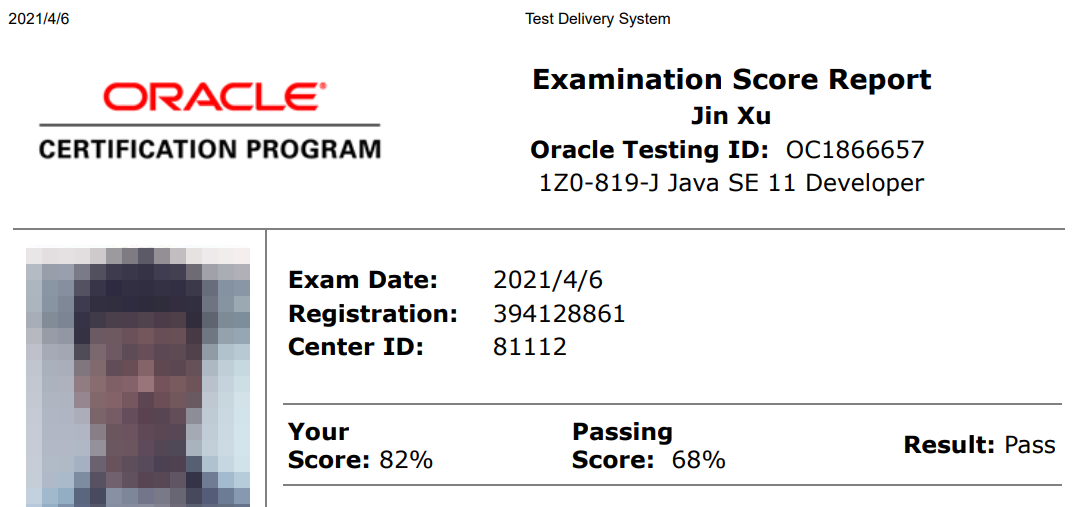 2021/4/6 Test Delivery System
ORACLE®
CERTIFICATION PROGRAM
Examination Score Report
Jin Xu
Oracle Testing ID: OC1866657
1Z0-819-J Java SE 11 Developer
Exam Date: 2021/4/6
Registration: 394128861
Center ID: 81112
Your Score: 82%
Passing Score: 68%
Result: Pass